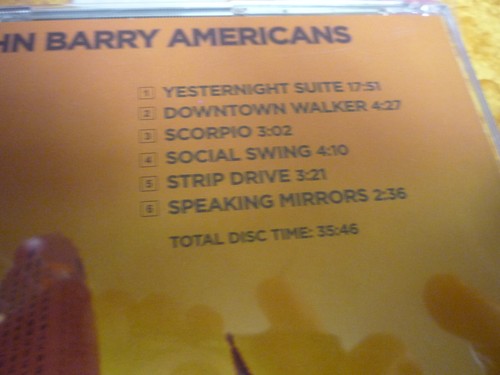 HN BARRY AMERICANS
1 YESTERNIGHT SUITE 17:51
2 DOWNTOWN WALKER 4:27
3 SCORPIO 3:02
4 SOCIAL SWING 4:10
5 STRIP DRIVE 3:21
6 SPEAKING MIRRORS 2:36
TOTAL DISC TIME: 35:46